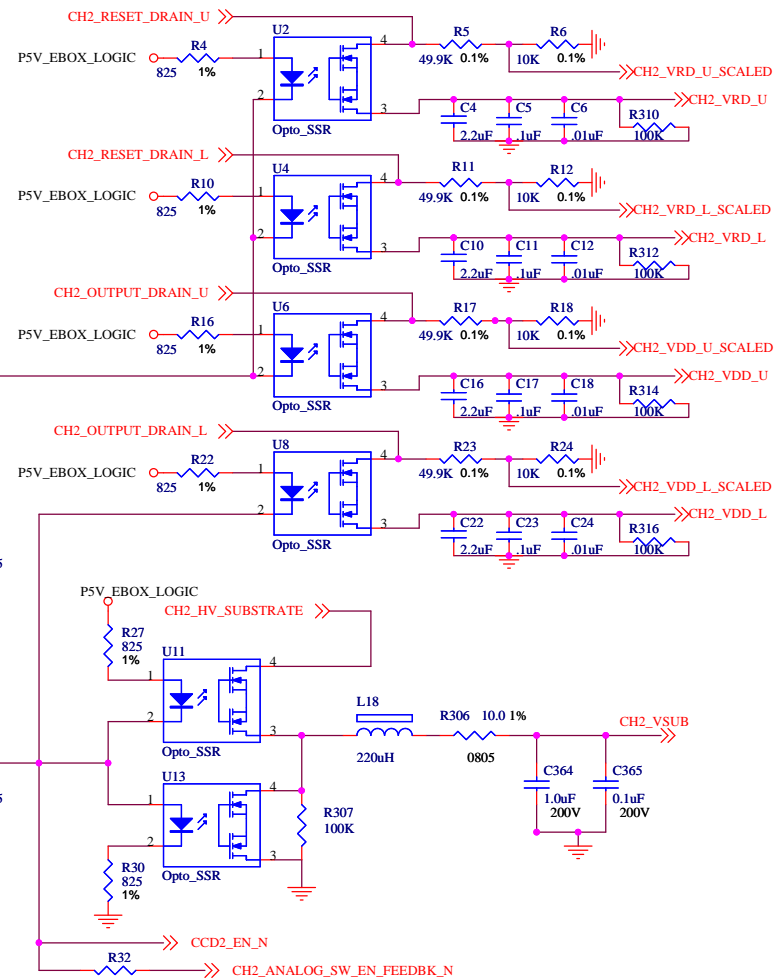 CH2_RESET_DRAIN_U
U2
P5V_EBOX_LOGIC
R4
825
1%
1
2
4
3
Opto_SSR
R5
49.9K
0.1%
R6
10K
0.1%
CH2_VRD_U_SCALED
CH2_VRD_U
C4
2.2uF
C5
.1uF
C6
.01uF
R310
100K
CH2_RESET_DRAIN_L
U4
P5V_EBOX_LOGIC
R10
825
1%
1
2
4
3
Opto_SSR
R11
49.9K
0.1%
R12
10K
0.1%
CH2_VRD_L_SCALED
CH2_VRD_L
C10
2.2uF
C11
.1uF
C12
.01uF
R312
100K
CH2_OUTPUT_DRAIN_U
U6
P5V_EBOX_LOGIC
R16
825
1%
1
2
4
3
Opto_SSR
R17
49.9K
0.1%
R18
10K
0.1%
CH2_VDD_U_SCALED
CH2_VDD_U
C16
2.2uF
C17
.1uF
C18
.01uF
R314
100K
CH2_OUTPUT_DRAIN_L
U8
P5V_EBOX_LOGIC
R22
825
1%
1
2
4
3
Opto_SSR
R23
49.9K
0.1%
R24
10K
0.1%
CH2_VDD_L_SCALED
CH2_VDD_L
C22
2.2uF
C23
.1uF
C24
.01uF
R316
100K
P5V_EBOX_LOGIC
CH2_HV_SUBSTRATE
R27
825
1%
U11
1
2
4
3
Opto_SSR
L18
220uH
R306
10.0 1%
0805
CH2_VSUB
C364
1.0uF
200V
C365
0.1uF
200V
U13
1
2
4
3
Opto_SSR
R307
100K
R30
825
1%
CCD2_EN_N
R32
CH2_ANALOG_SW_EN_FEEDBK_N